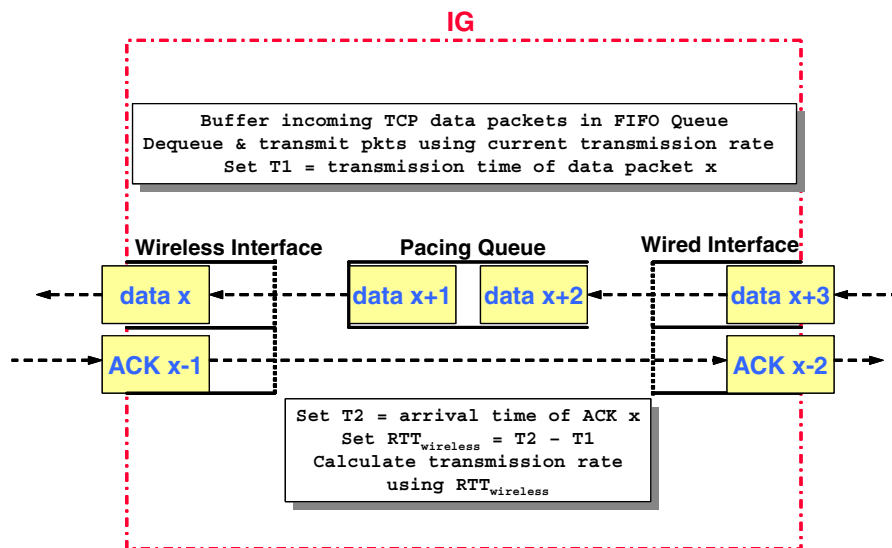 IG
Buffer incoming TCP data packets in FIFO Queue
Dequeue & transmit pkts using current transmission rate
Set T1 = transmission time of data packet x
Wireless Interface
Pacing Queue
Wired Interface
data x
data x+1
data x+2
data x+3
ACK x-1
ACK x-2
Set T2 = arrival time of ACK x
Set RTTwireless = T2 – T1
Calculate transmission rate
using RTTwireless